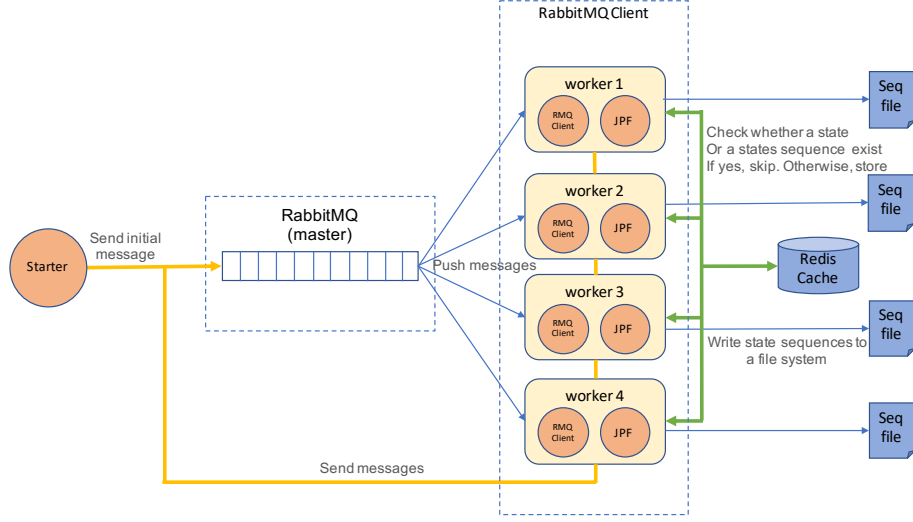 RabbitMQ Client
worker 1
RMQ
Client
JPF
Seq
file
Check whether a state
Or a states sequence exist
If yes, skip. Otherwise, store
worker 2
RMQ
Client
JPF
Seq
file
RabbitMQ
(master)
Send initial
message
Starter
Push messages
Redis
Cache
worker 3
RMQ
Client
JPF
Seq
file
Write state sequences to
a file system
worker 4
RMQ
Client
JPF
Seq
file
Send messages